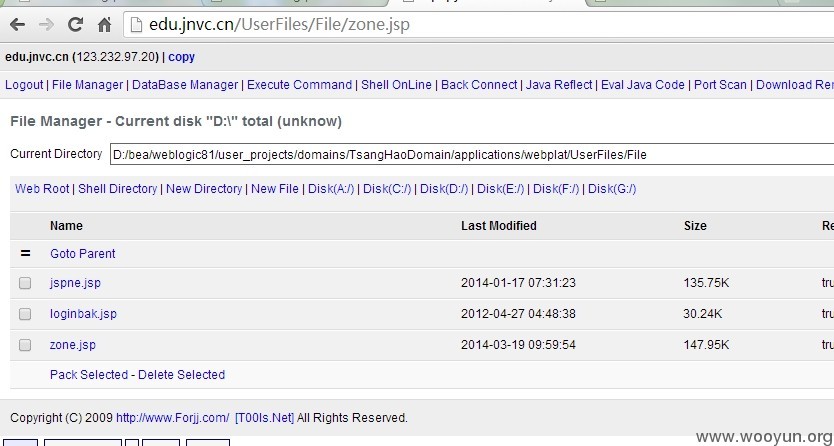 edu.jnvc.cn/UserFiles/File/zone.jsp
edu.jnvc.cn (123.232.97.20) | copy
Logout | File Manager | DataBase Manager | Execute Command | Shell OnLine | Back Connect | Java Reflect | Eval Java Code | Port Scan | Download Rem
File Manager - Current disk "D:\" total (unknow)
Current Directory D:/bea/weblogic81/user_projects/domains/TsangHaoDomain/applications/webplat/UserFiles/File
Web Root | Shell Directory | New Directory | New File | Disk(A:/) | Disk(C:/) | Disk(D:/) | Disk(E:/) | Disk(F:/) | Disk(G:/)
Name Last Modified Size Re
= Goto Parent
jspne.jsp 2014-01-17 07:31:23 135.75K tru
loginbak.jsp 2012-04-27 04:48:38 30.24K tru
zone.jsp 2014-03-19 09:59:54 147.95K tru
Pack Selected - Delete Selected
Copyright (C) 2009 http://www.Forjj.com/ [T00ls.Net] All Rights Reserved.
www.wooyun.org